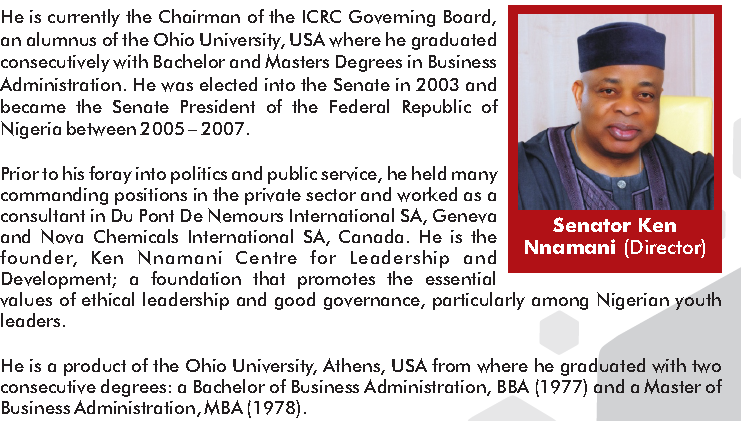 He is currently the Chairman of the ICRC Governing Board,
an alumnus of the Ohio University, USA where he graduated
consecutively with Bachelor and Masters Degrees in Business
Administration. He was elected into the Senate in 2003 and
became the Senate President of the Federal Republic of
Nigeria between 2005 – 2007.
Prior to his foray into politics and public service, he held many
commanding positions in the private sector and worked as a
consultant in Du Pont De Nemours International SA, Geneva
and Nova Chemicals International SA, Canada. He is the
founder, Ken Nnamani Centre for Leadership and
Development; a foundation that promotes the essential
values of ethical leadership and good governance, particularly among Nigerian youth
leaders.
He is a product of the Ohio University, Athens, USA from where he graduated with two
consecutive degrees: a Bachelor of Business Administration, BBA (1977) and a Master of
Business Administration, MBA (1978).
Senator Ken
Nnamani (Director)